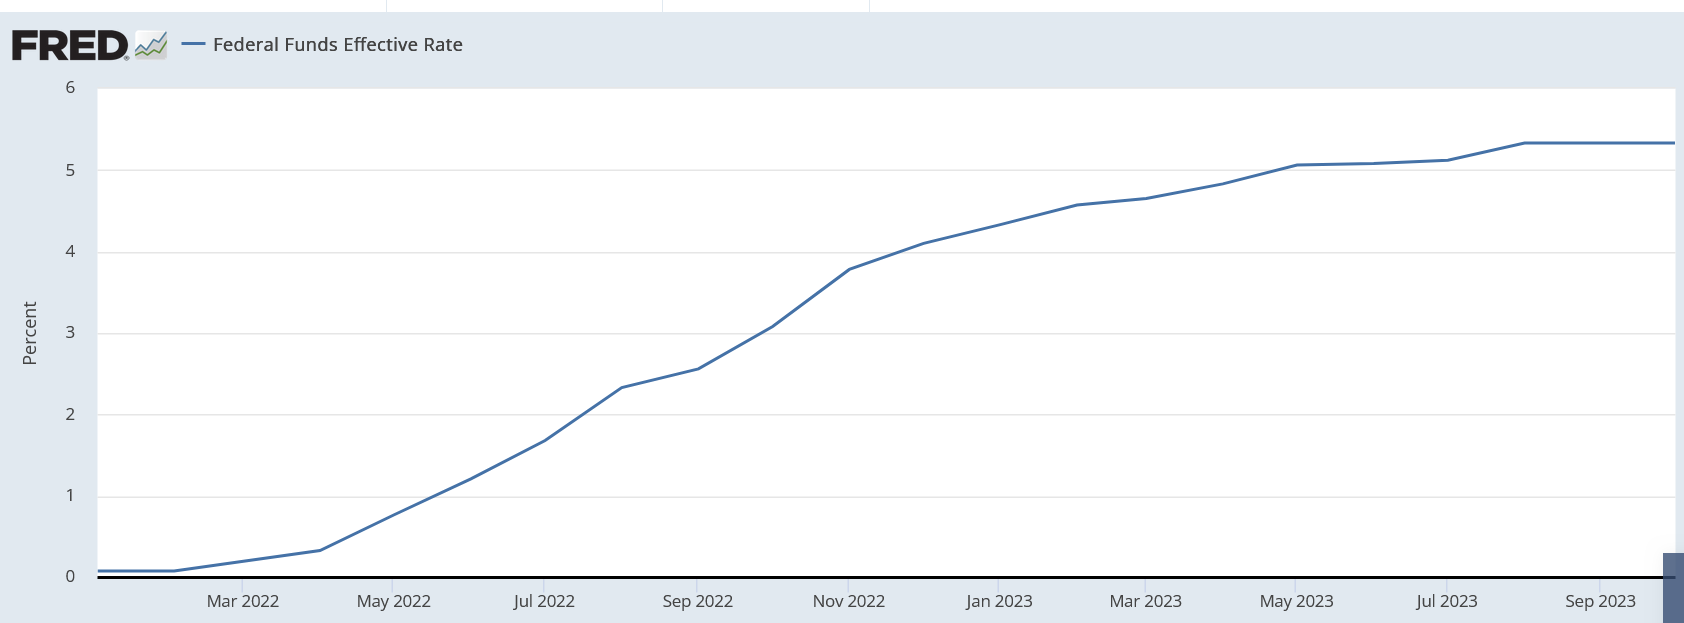 FRED® Federal Funds Effective Rate
6
5
4
3
2
1
0
Percent
Mar 2022 May 2022 Jul 2022 Sep 2022 Nov 2022 Jan 2023 Mar 2023 May 2023 Jul 2023 Sep 2023